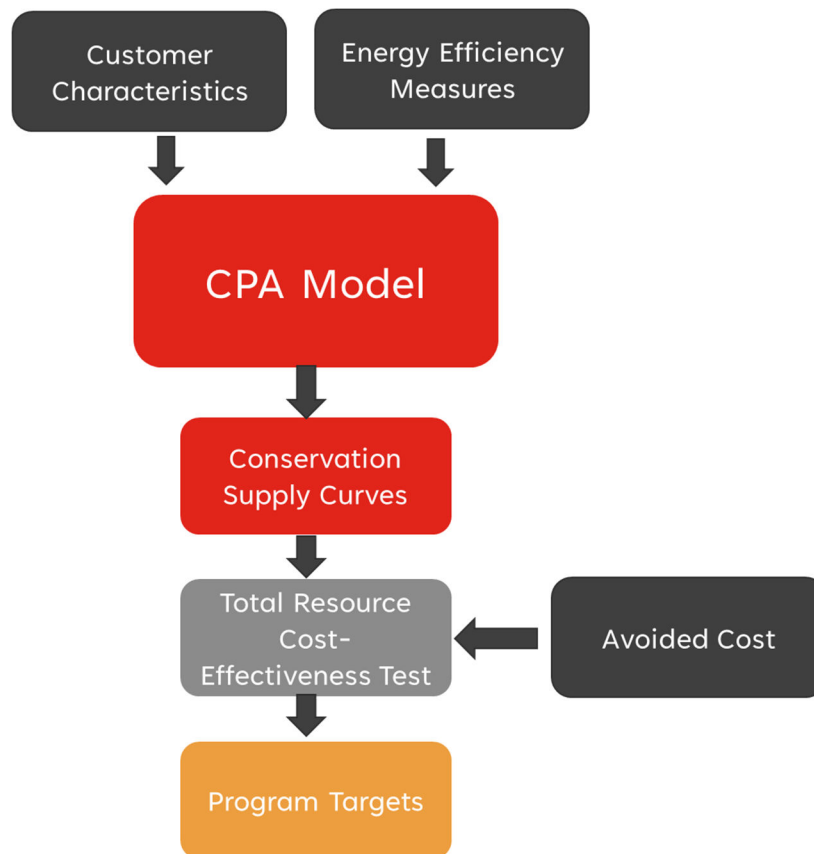 Customer
Characteristics
Energy Efficiency
Measures
CPA Model
Conservation
Supply Curves
Total Resource
Cost-
Effectiveness Test
Avoided Cost
Program Targets